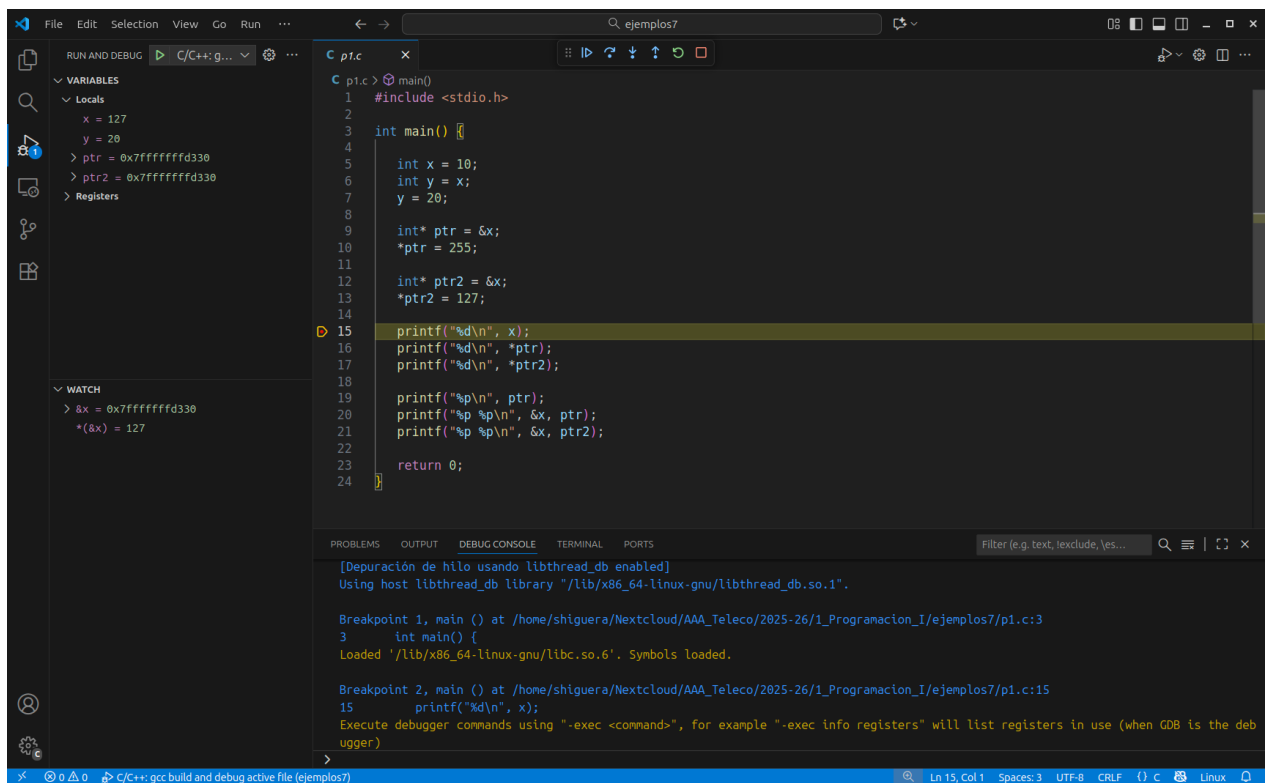 File Edit Selection View Go Run ···
ejemplos7
RUN AND DEBUG C/C++: g... ···
VARIABLES
Locals
x = 127
y = 20
ptr = 0x7fffffffd330
ptr2 = 0x7fffffffd330
Registers
WATCH
&x = 0x7fffffffd330
*(&x) = 127
1
C p1.c
C p1.c > main()
1 #include <stdio.h>
2
3 int main() {
4
5 int x = 10;
6 int y = x;
7 y = 20;
8
9 int* ptr = &x;
10 *ptr = 255;
11
12 int* ptr2 = &x;
13 *ptr2 = 127;
14
15 printf("%d\n", x);
16 printf("%d\n", *ptr);
17 printf("%d\n", *ptr2);
18
19 printf("%p\n", ptr);
20 printf("%p %p\n", &x, ptr);
21 printf("%p %p\n", &x, ptr2);
22
23 return 0;
24 }
PROBLEMS OUTPUT DEBUG CONSOLE TERMINAL PORTS Filter (e.g. text, !exclude, \es...
[Depuración de hilo usando libthread_db enabled]
Using host libthread_db library "/lib/x86_64-linux-gnu/libthread_db.so.1".
Breakpoint 1, main () at /home/shiguera/Nextcloud/AAA_Teleco/2025-26/1_Programacion_I/ejemplos7/p1.c:3
3 int main() {
Loaded '/lib/x86_64-linux-gnu/libc.so.6'. Symbols loaded.
Breakpoint 2, main () at /home/shiguera/Nextcloud/AAA_Teleco/2025-26/1_Programacion_I/ejemplos7/p1.c:15
15 printf("%d\n", x);
Execute debugger commands using "-exec <command>", for example "-exec info registers" will list registers in use (when GDB is the deb
ugger)
>
0 0 C/C++: gcc build and debug active file (ejemplos7) Ln 15, Col 1 Spaces: 3 UTF-8 CRLF {} C Linux